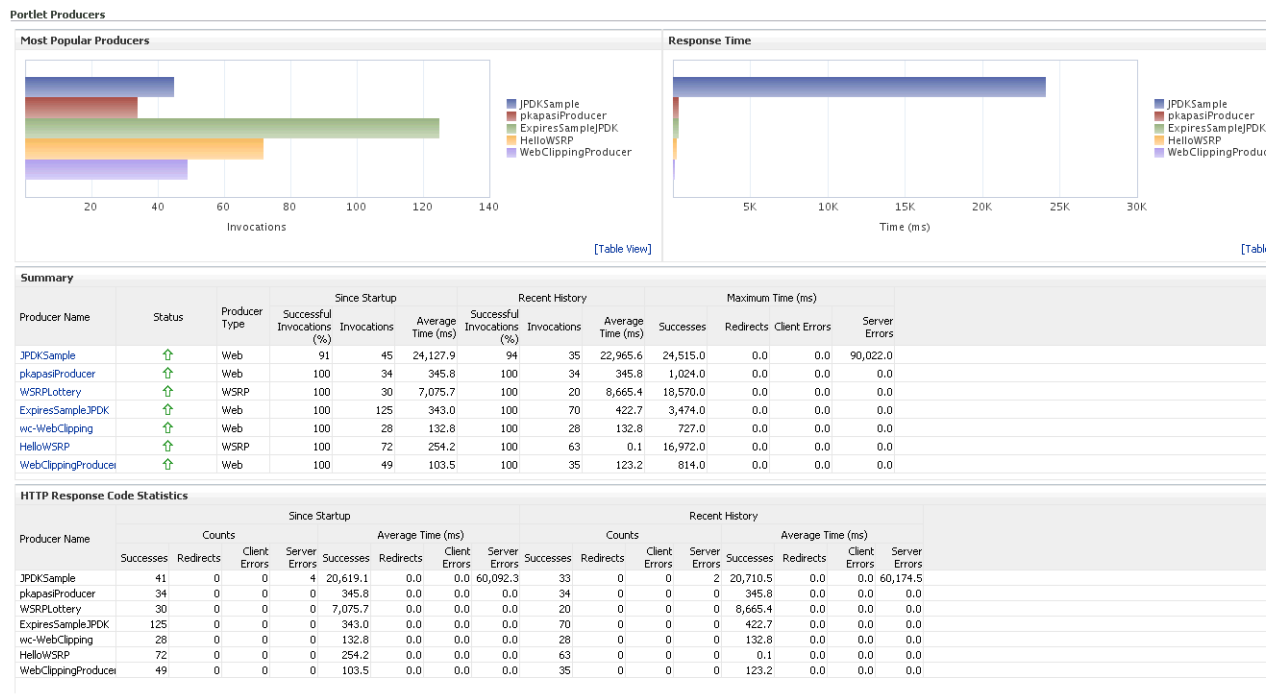 Portlet Producers
Most Popular Producers
JPDKSample
pkapasiProducer
ExpiresSampleJPDK
HelloWSRP
WebClippingProducer
20 40 60 80 100 120 140
Invocations
[Table View]
Response Time
JPDKSample
pkapasiProducer
ExpiresSampleJPDK
HelloWSRP
WebClippingProduc
5K 10K 15K 20K 25K 30K
Time (ms)
[Table
Summary
Since Startup Recent History Maximum Time (ms)
Producer Name Status Producer Type Successful Invocations (%) Invocations Average Time (ms) Successful Invocations (%) Invocations Average Time (ms) Successes Redirects Client Errors Server Errors
JPDKSample Web 91 45 24,127.9 94 35 22,965.6 24,515.0 0.0 0.0 90,022.0
pkapasiProducer Web 100 34 345.8 100 34 345.8 1,024.0 0.0 0.0 0.0
WSRPLottery WSRP 100 30 7,075.7 100 20 8,665.4 18,570.0 0.0 0.0 0.0
ExpiresSampleJPDK Web 100 125 343.0 100 70 422.7 3,474.0 0.0 0.0 0.0
wc-WebClipping Web 100 28 132.8 100 28 132.8 727.0 0.0 0.0 0.0
HelloWSRP WSRP 100 72 254.2 100 63 0.1 16,972.0 0.0 0.0 0.0
WebClippingProducer Web 100 49 103.5 100 35 123.2 814.0 0.0 0.0 0.0
HTTP Response Code Statistics
Since Startup Recent History
Producer Name Counts Average Time (ms) Counts Average Time (ms)
Successes Redirects Client Errors Server Errors Successes Redirects Client Errors Server Errors Successes Redirects Client Errors Server Errors Successes Redirects Client Errors Server Errors
JPDKSample 41 0 0 4 20,619.1 0.0 0.0 60,092.3 33 0 0 2 20,710.5 0.0 0.0 60,174.5
pkapasiProducer 34 0 0 0 345.8 0.0 0.0 0.0 34 0 0 0 345.8 0.0 0.0 0.0
WSRPLottery 30 0 0 0 7,075.7 0.0 0.0 0.0 20 0 0 0 8,665.4 0.0 0.0 0.0
ExpiresSampleJPDK 125 0 0 0 343.0 0.0 0.0 0.0 70 0 0 0 422.7 0.0 0.0 0.0
wc-WebClipping 28 0 0 0 132.8 0.0 0.0 0.0 28 0 0 0 132.8 0.0 0.0 0.0
HelloWSRP 72 0 0 0 254.2 0.0 0.0 0.0 63 0 0 0 0.1 0.0 0.0 0.0
WebClippingProducer 49 0 0 0 103.5 0.0 0.0 0.0 35 0 0 0 123.2 0.0 0.0 0.0